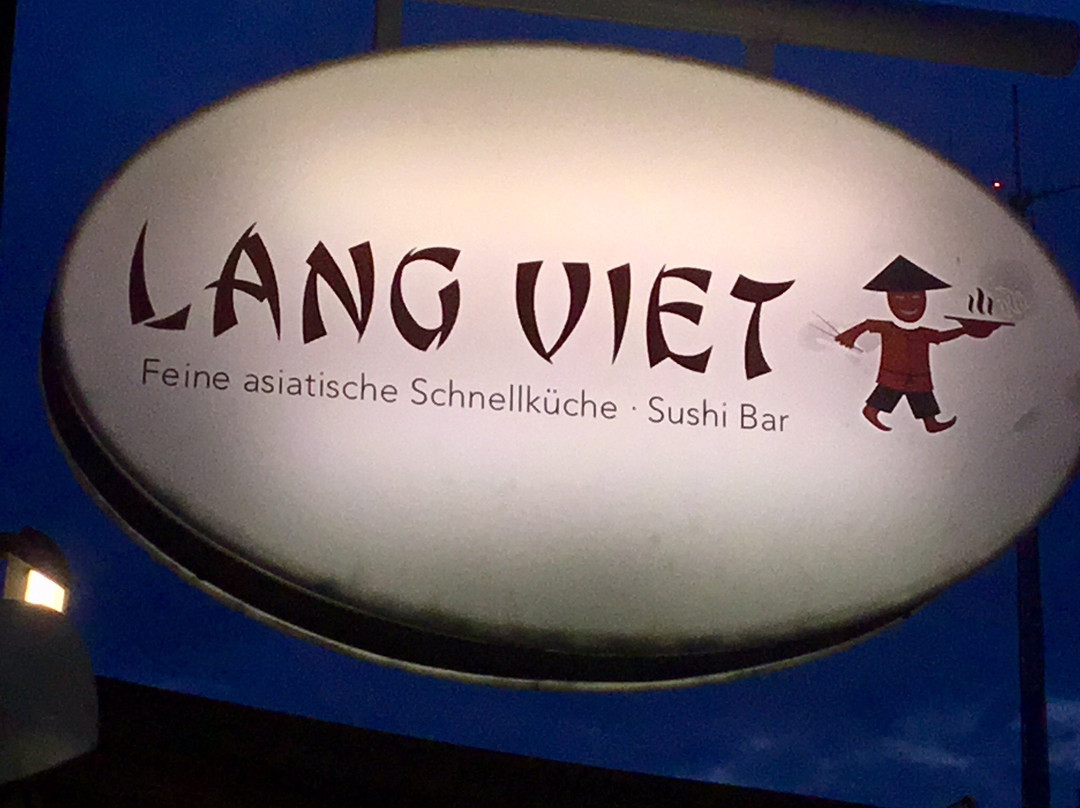 LANG VIET
Feine asiatische Schnellküche · Sushi Bar